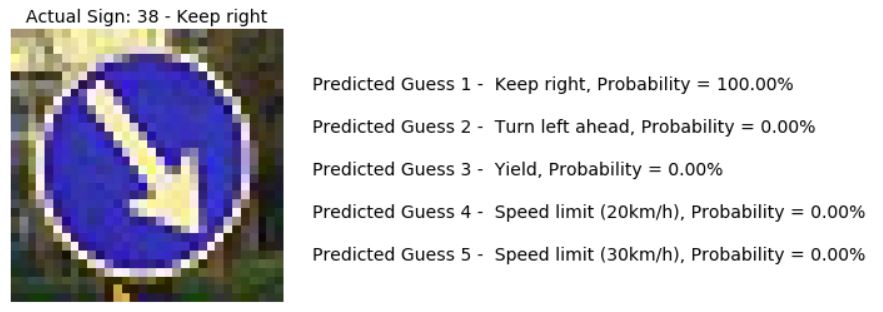 Actual Sign: 38 - Keep right
Predicted Guess 1 - Keep right, Probability = 100.00%
Predicted Guess 2 - Turn left ahead, Probability = 0.00%
Predicted Guess 3 - Yield, Probability = 0.00%
Predicted Guess 4 - Speed limit (20km/h), Probability = 0.00%
Predicted Guess 5 - Speed limit (30km/h), Probability = 0.00%